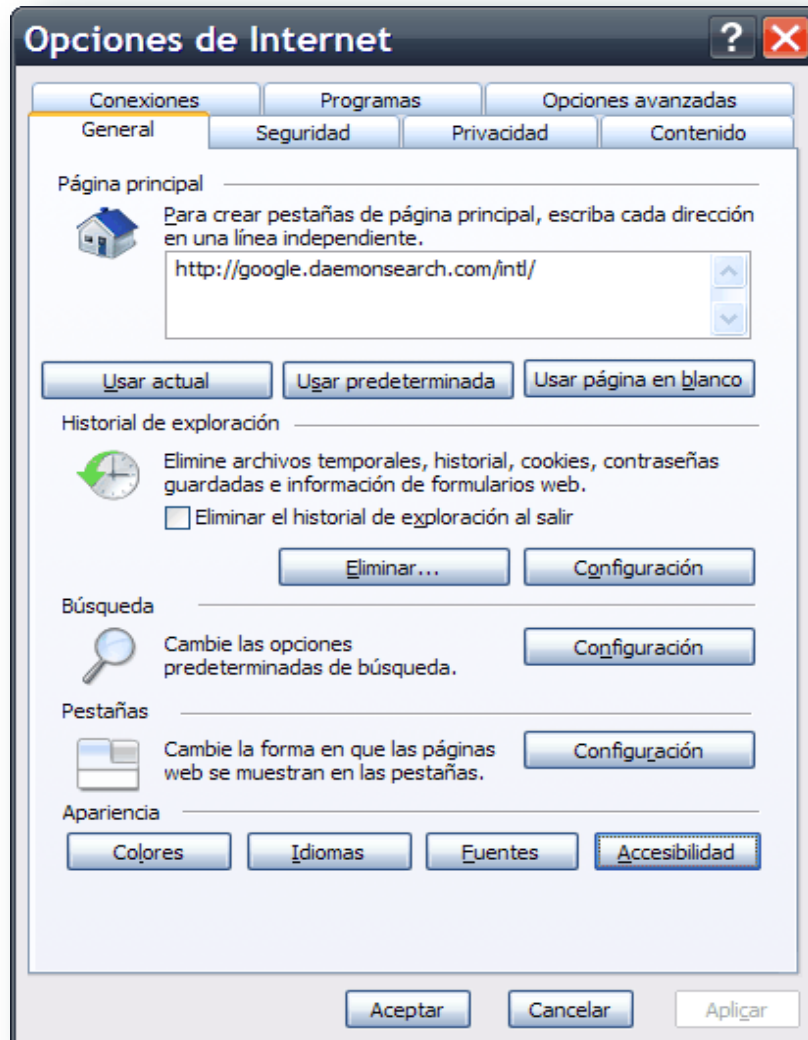 Opciones de Internet
Conexiones Programas Opciones avanzadas
General Seguridad Privacidad Contenido
Página principal
Para crear pestañas de página principal, escriba cada dirección
en una línea independiente.
http://google.daemonsearch.com/intl/
Usar actual Usar predeterminada Usar página en blanco
Historial de exploración
Elimine archivos temporales, historial, cookies, contraseñas
guardadas e información de formularios web.
Eliminar el historial de exploración al salir
Eliminar... Configuración
Búsqueda
Cambie las opciones
predeterminadas de búsqueda.
Configuración
Pestañas
Cambie la forma en que las páginas
web se muestran en las pestañas.
Configuración
Apariencia
Colores Idiomas Fuentes Accesibilidad
Aceptar Cancelar Aplicar